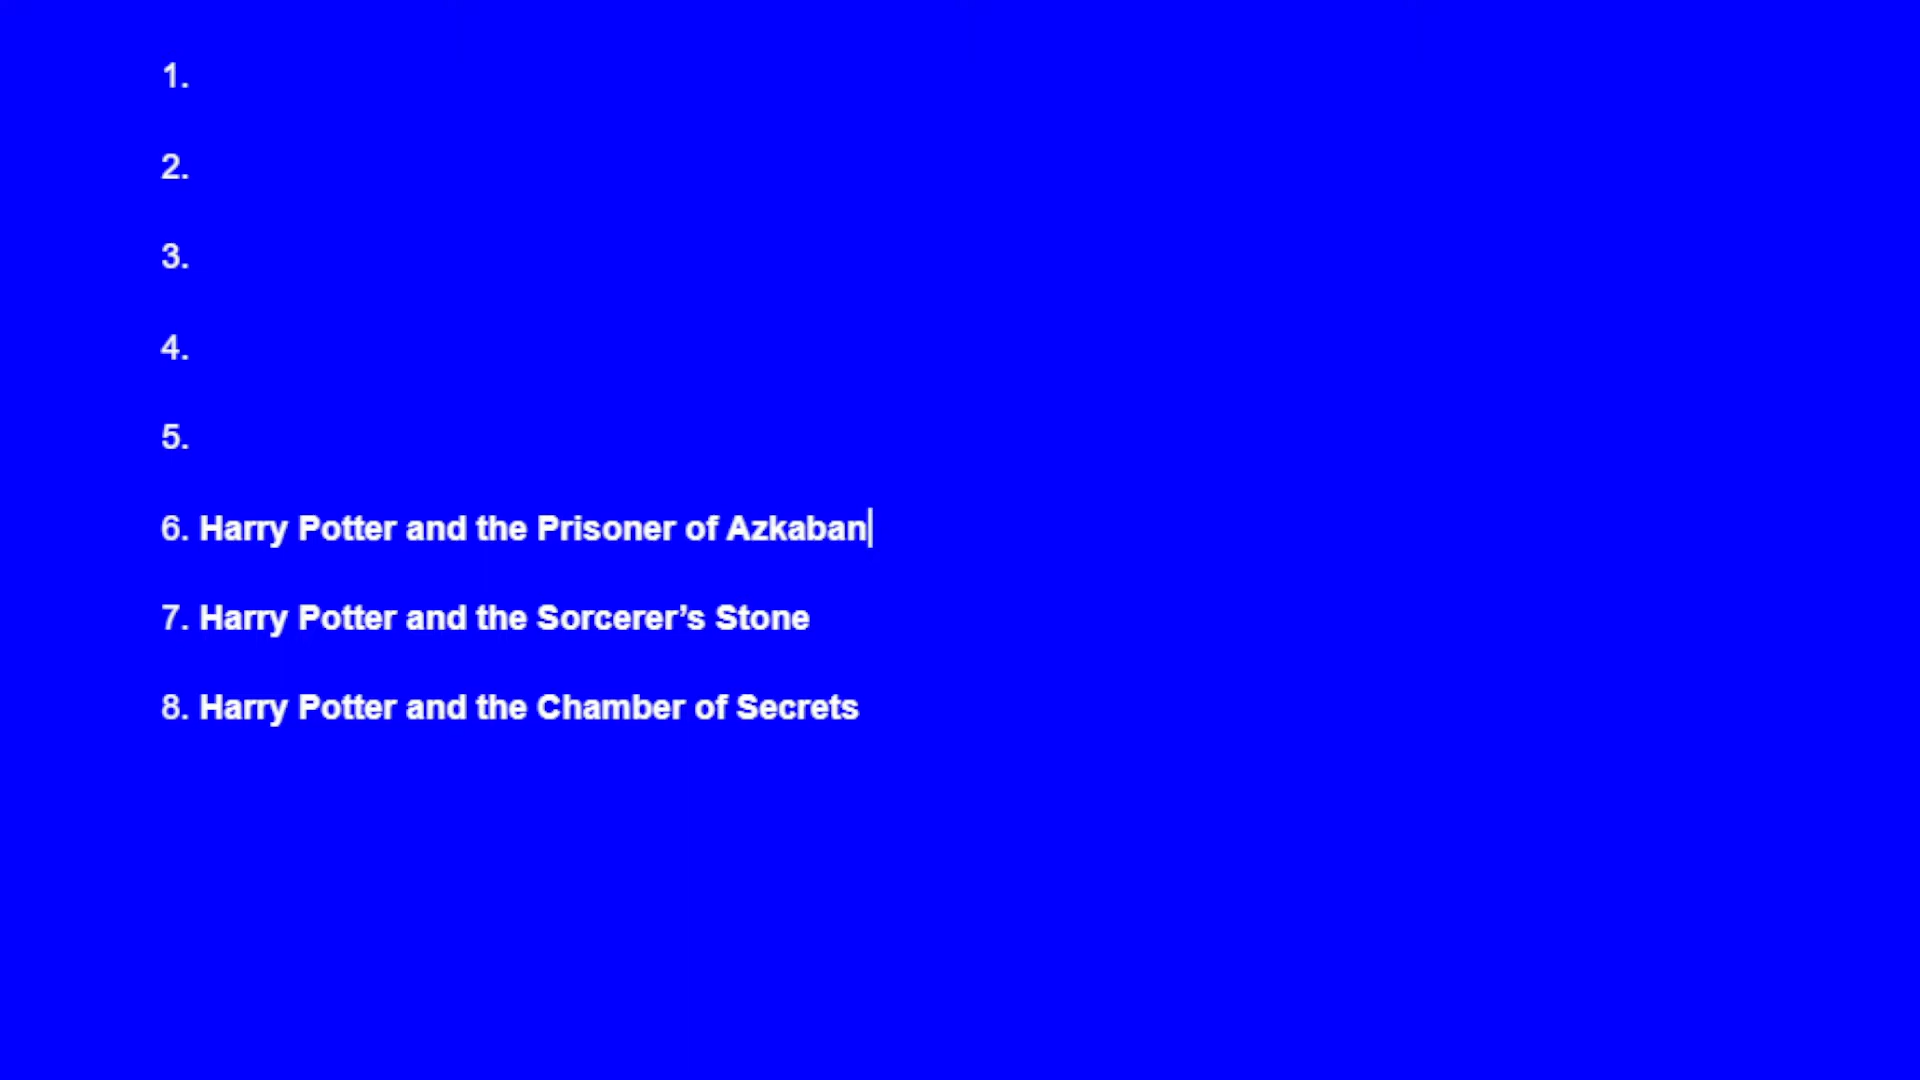 1.
2.
3.
4.
5.
6. Harry Potter and the Prisoner of Azkaban
7. Harry Potter and the Sorcerer’s Stone
8. Harry Potter and the Chamber of Secrets